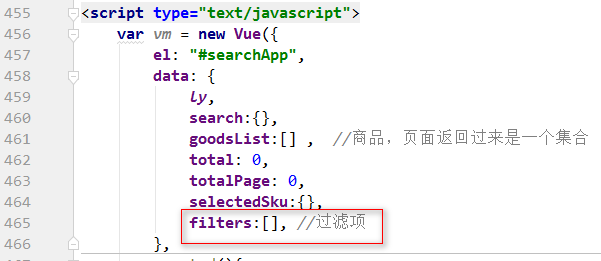 455 <script type="text/javascript">
456 var vm = new Vue({
457 el: "#searchApp",
458 data: {
459 ly,
460 search:{},
461 goodsList:[] , //商品，页面返回过来是一个集合
462 total: 0,
463 totalPage: 0,
464 selectedSku:{},
465 filters:[], //过滤项
466 },